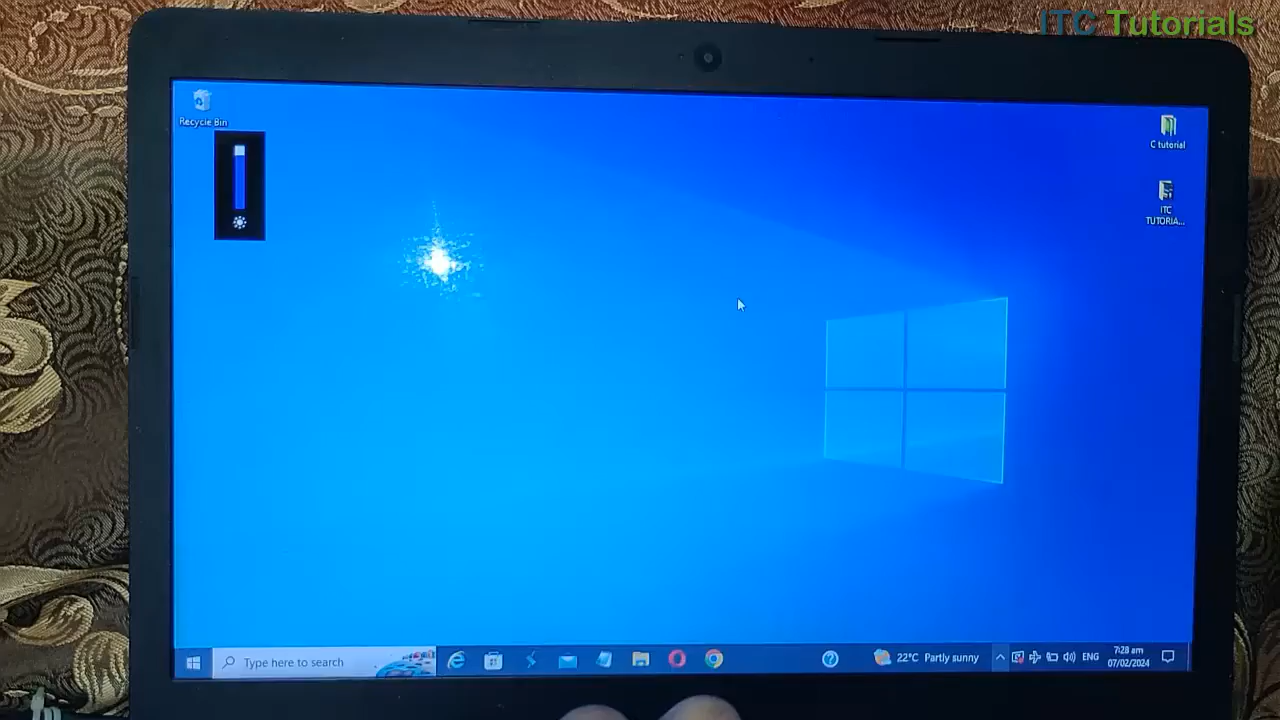 ITC Tutorials
Recycle Bin
C tutorial
ITC
TUTORIA...
Type here to search
22°C Partly sunny
ENG
7:28 am
07/02/2024